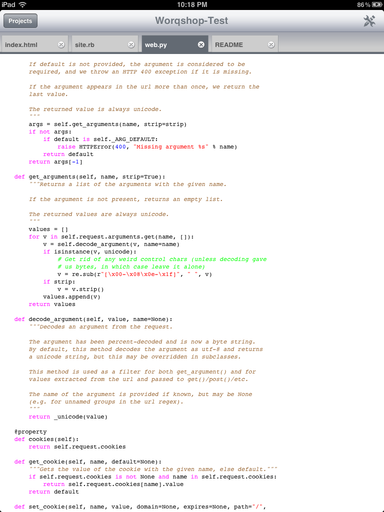 iPad 10:18 PM 86%
Projects Worqshop-Test
index.html site.rb web.py README
If default is not provided, the argument is considered to be
required, and we throw an HTTP 400 exception if it is missing.
If the argument appears in the url more than once, we return the
last value.
The returned value is always unicode.
"""
args = self.get_arguments(name, strip=strip)
if not args:
if default is self._ARG_DEFAULT:
raise HTTPError(400, "Missing argument %s" % name)
return default
return args[-1]
def get_arguments(self, name, strip=True):
"""Returns a list of the arguments with the given name.
If the argument is not present, returns an empty list.
The returned values are always unicode.
"""
values = []
for v in self.request.arguments.get(name, []):
v = self.decode_argument(v, name=name)
if isinstance(v, unicode):
# Get rid of any weird control chars (unless decoding gave
# us bytes, in which case leave it alone)
v = re.sub(r"[\x00-\x08\x0e-\x1f]", " ", v)
if strip:
v = v.strip()
values.append(v)
return values
def decode_argument(self, value, name=None):
"""Decodes an argument from the request.
The argument has been percent-decoded and is now a byte string.
By default, this method decodes the argument as utf-8 and returns
a unicode string, but this may be overridden in subclasses.
This method is used as a filter for both get_argument() and for
values extracted from the url and passed to get()/post()/etc.
The name of the argument is provided if known, but may be None
(e.g. for unnamed groups in the url regex).
"""
return _unicode(value)
@property
def cookies(self):
return self.request.cookies
def get_cookie(self, name, default=None):
"""Gets the value of the cookie with the given name, else default."""
if self.request.cookies is not None and name in self.request.cookies:
return self.request.cookies[name].value
return default
def set_cookie(self, name, value, domain=None, expires=None, path="/",